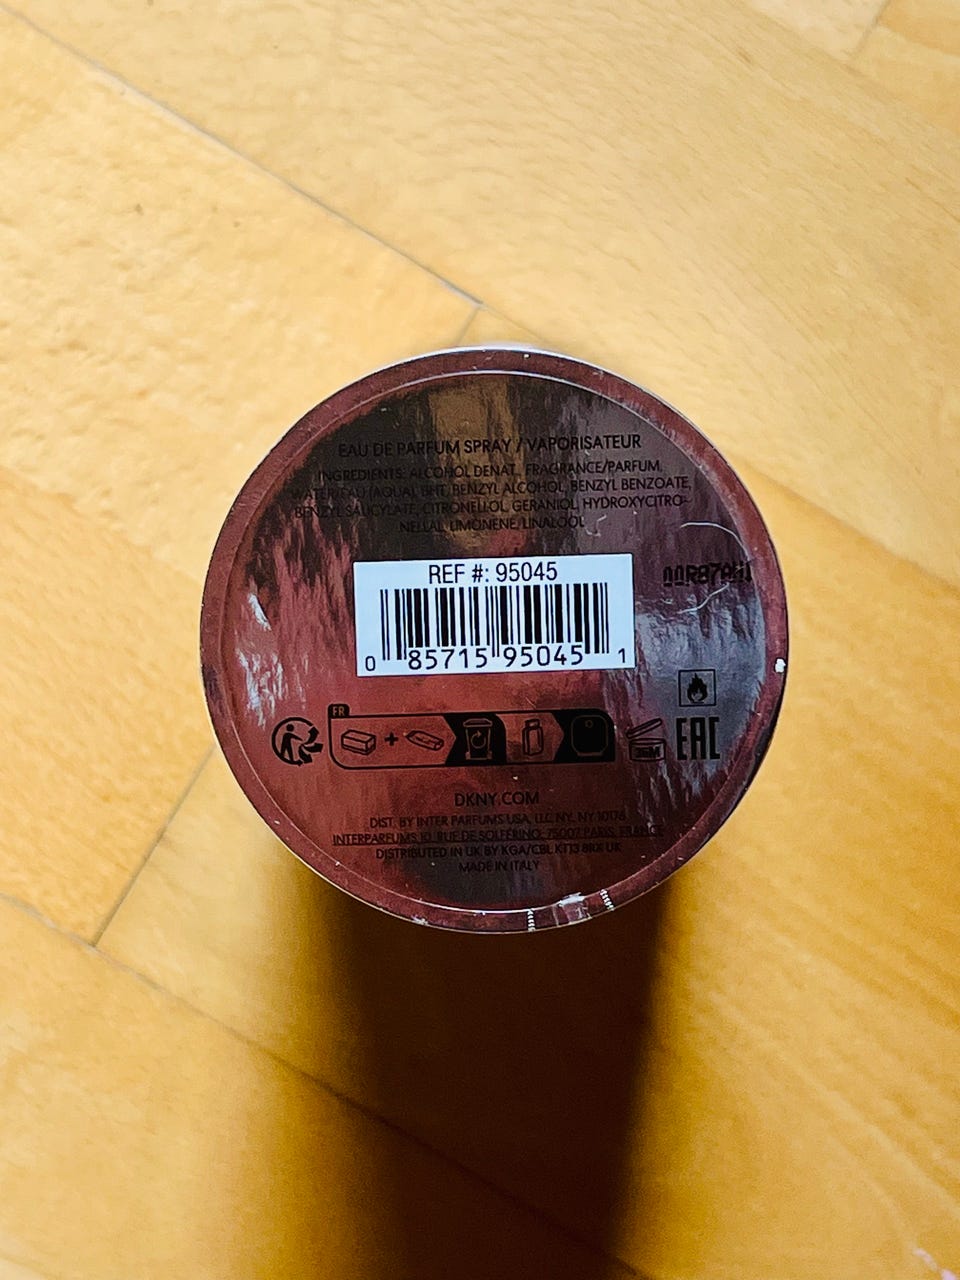 EAU DE PARFUM SPRAY / VAPORISATEUR
INGREDIENTS: ALCOHOL DENAT., FRAGRANCE/PARFUM,
WATER/EAU (AQUA), BHT, BENZYL ALCOHOL, BENZYL BENZOATE,
BENZYL SALICYLATE, CITRONELLOL, GERANIOL, HYDROXYCITRO-
NELLAL, LIMONENE, LINALOOL
REF #: 95045
0 85715 95045 1
FR
EAC
DKNY.COM
DIST. BY INTER PARFUMS USA, LLC, NY, NY 10176
INTERPARFUMS 10, RUE DE SOLFÉRINO, 75007 PARIS, FRANCE
DISTRIBUTED IN UK BY KGA/CBL KT13 8RX UK
MADE IN ITALY